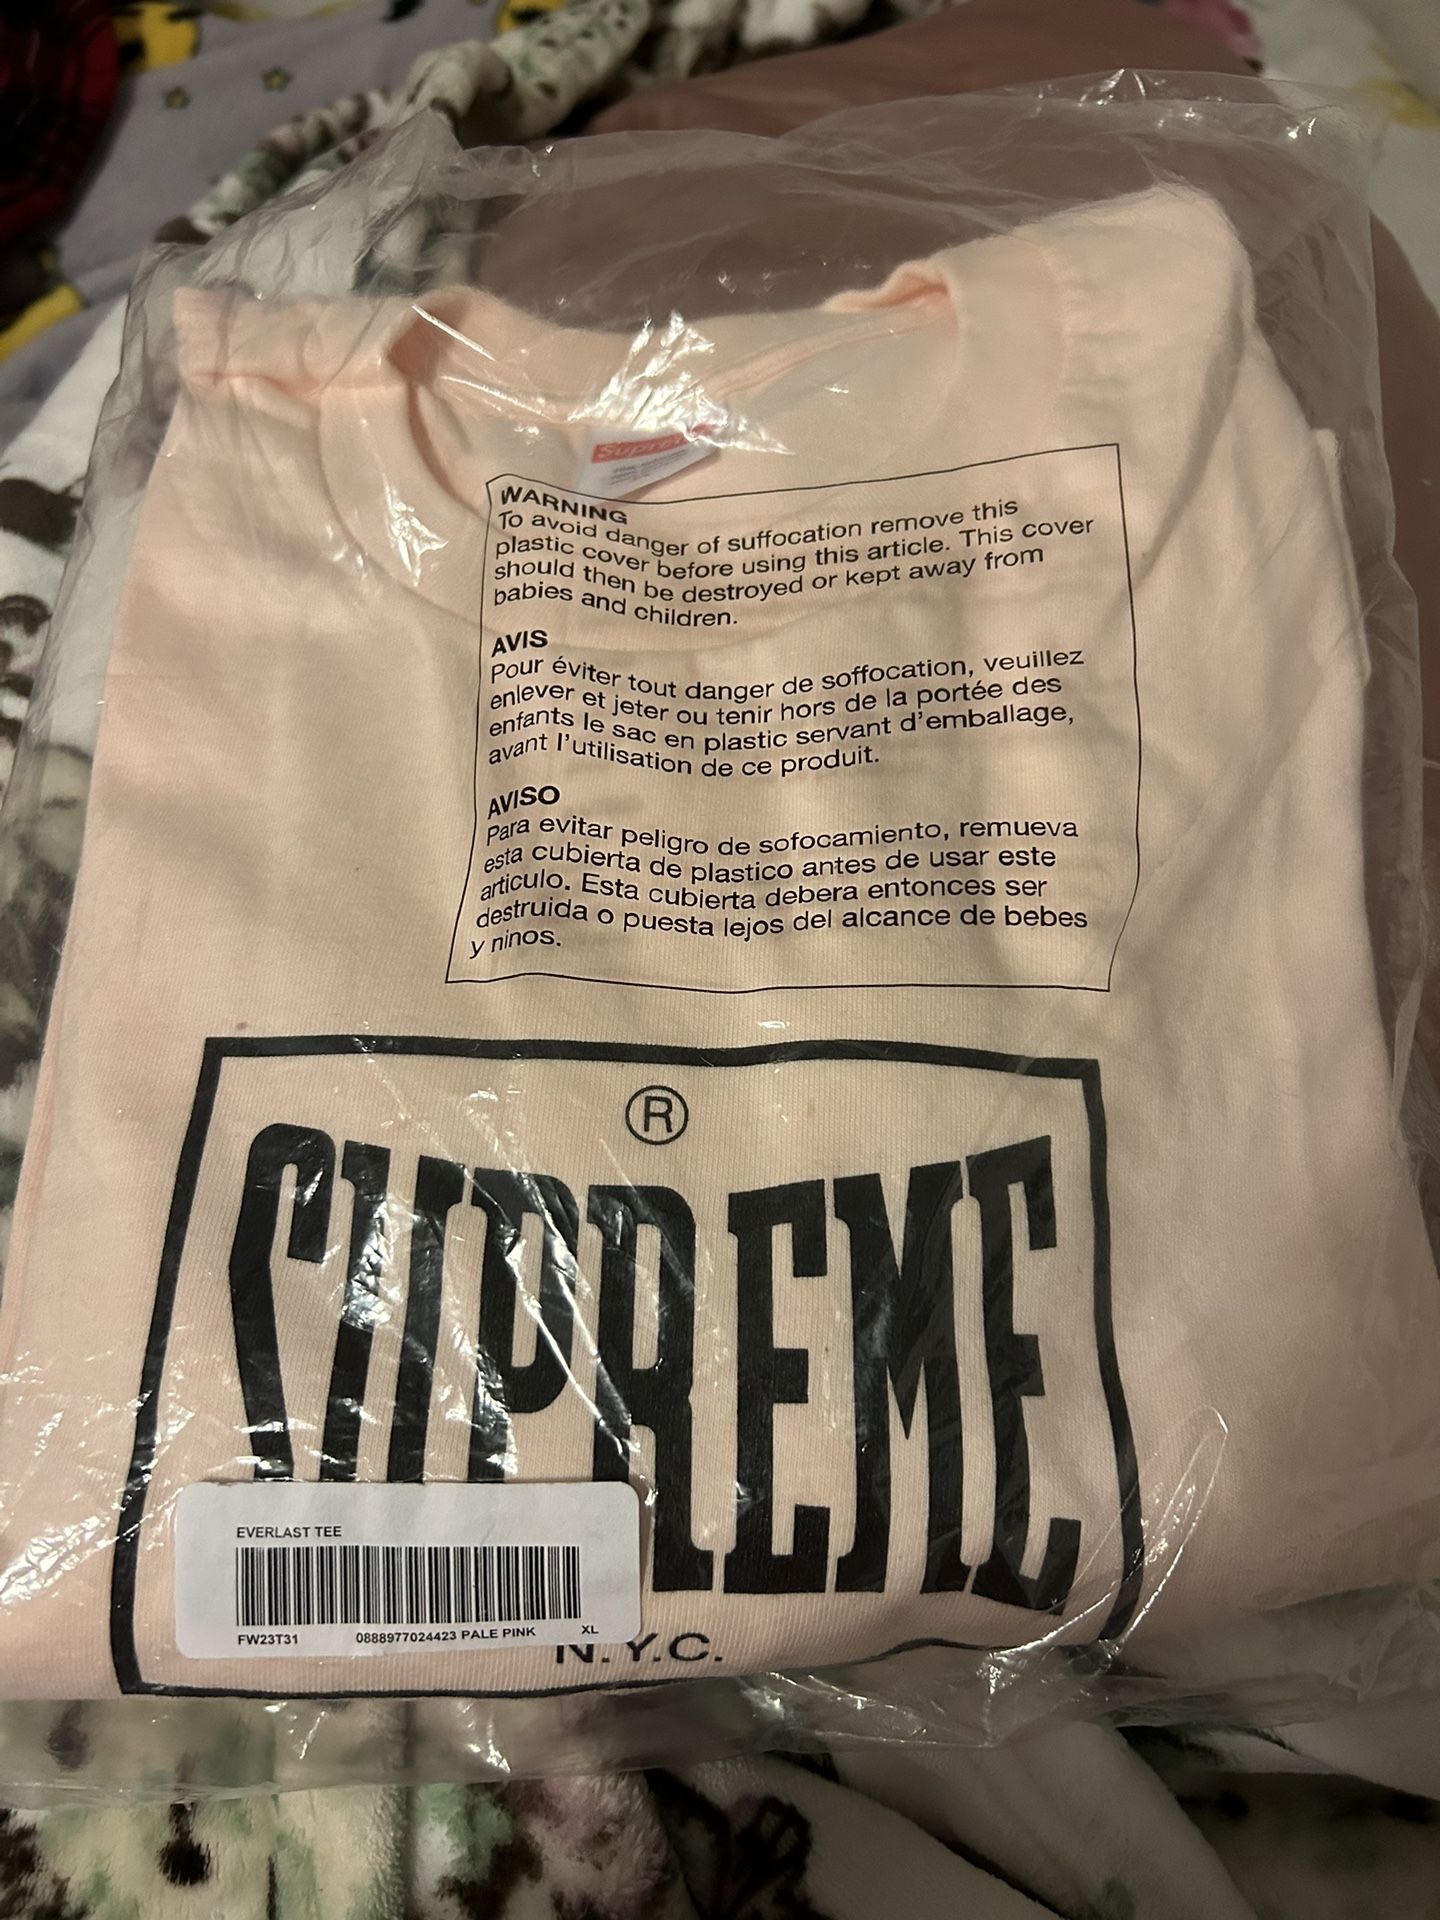 Supreme
WARNING
To avoid danger of suffocation remove this
plastic cover before using this article. This cover
should then be destroyed or kept away from
babies and children.
AVIS
Pour éviter tout danger de soffocation, veuillez
enlever et jeter ou tenir hors de la portée des
enfants le sac en plastic servant d'emballage,
avant l'utilisation de ce produit.
AVISO
Para evitar peligro de sofocamiento, remueva
esta cubierta de plastico antes de usar este
articulo. Esta cubierta debera entonces ser
destruida o puesta lejos del alcance de bebes
y ninos.
®
SUPREME
N.Y.C.
EVERLAST TEE
FW23T31 0888977024423 PALE PINK XL